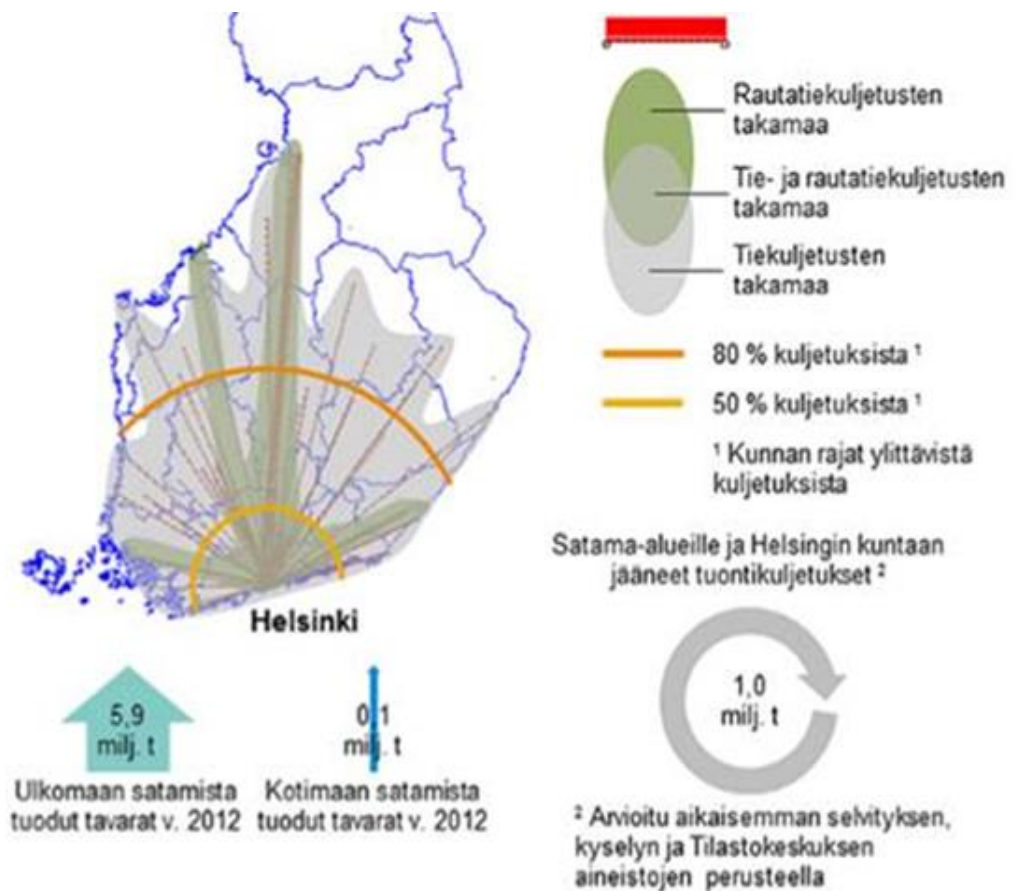 Rautatiekuljetusten
takamaa
Tie- ja rautatiekuljetusten
takamaa
Tiekuljetusten
takamaa
80 % kuljetuksista ¹
50 % kuljetuksista ¹
¹ Kunnan rajat ylittävistä
kuljetuksista
Satama-alueille ja Helsingin kuntaan
jääneet tuontikuljetukset ²
1,0
milj. t
² Arvioitu aikaisemman selvityksen,
kyselyn ja Tilastokeskuksen
aineistojen perusteella
Helsinki
5,9
milj. t
Ulkomaan satamista
tuodut tavarat v. 2012
0,1
milj. t
Kotimaan satamista
tuodut tavarat v. 2012